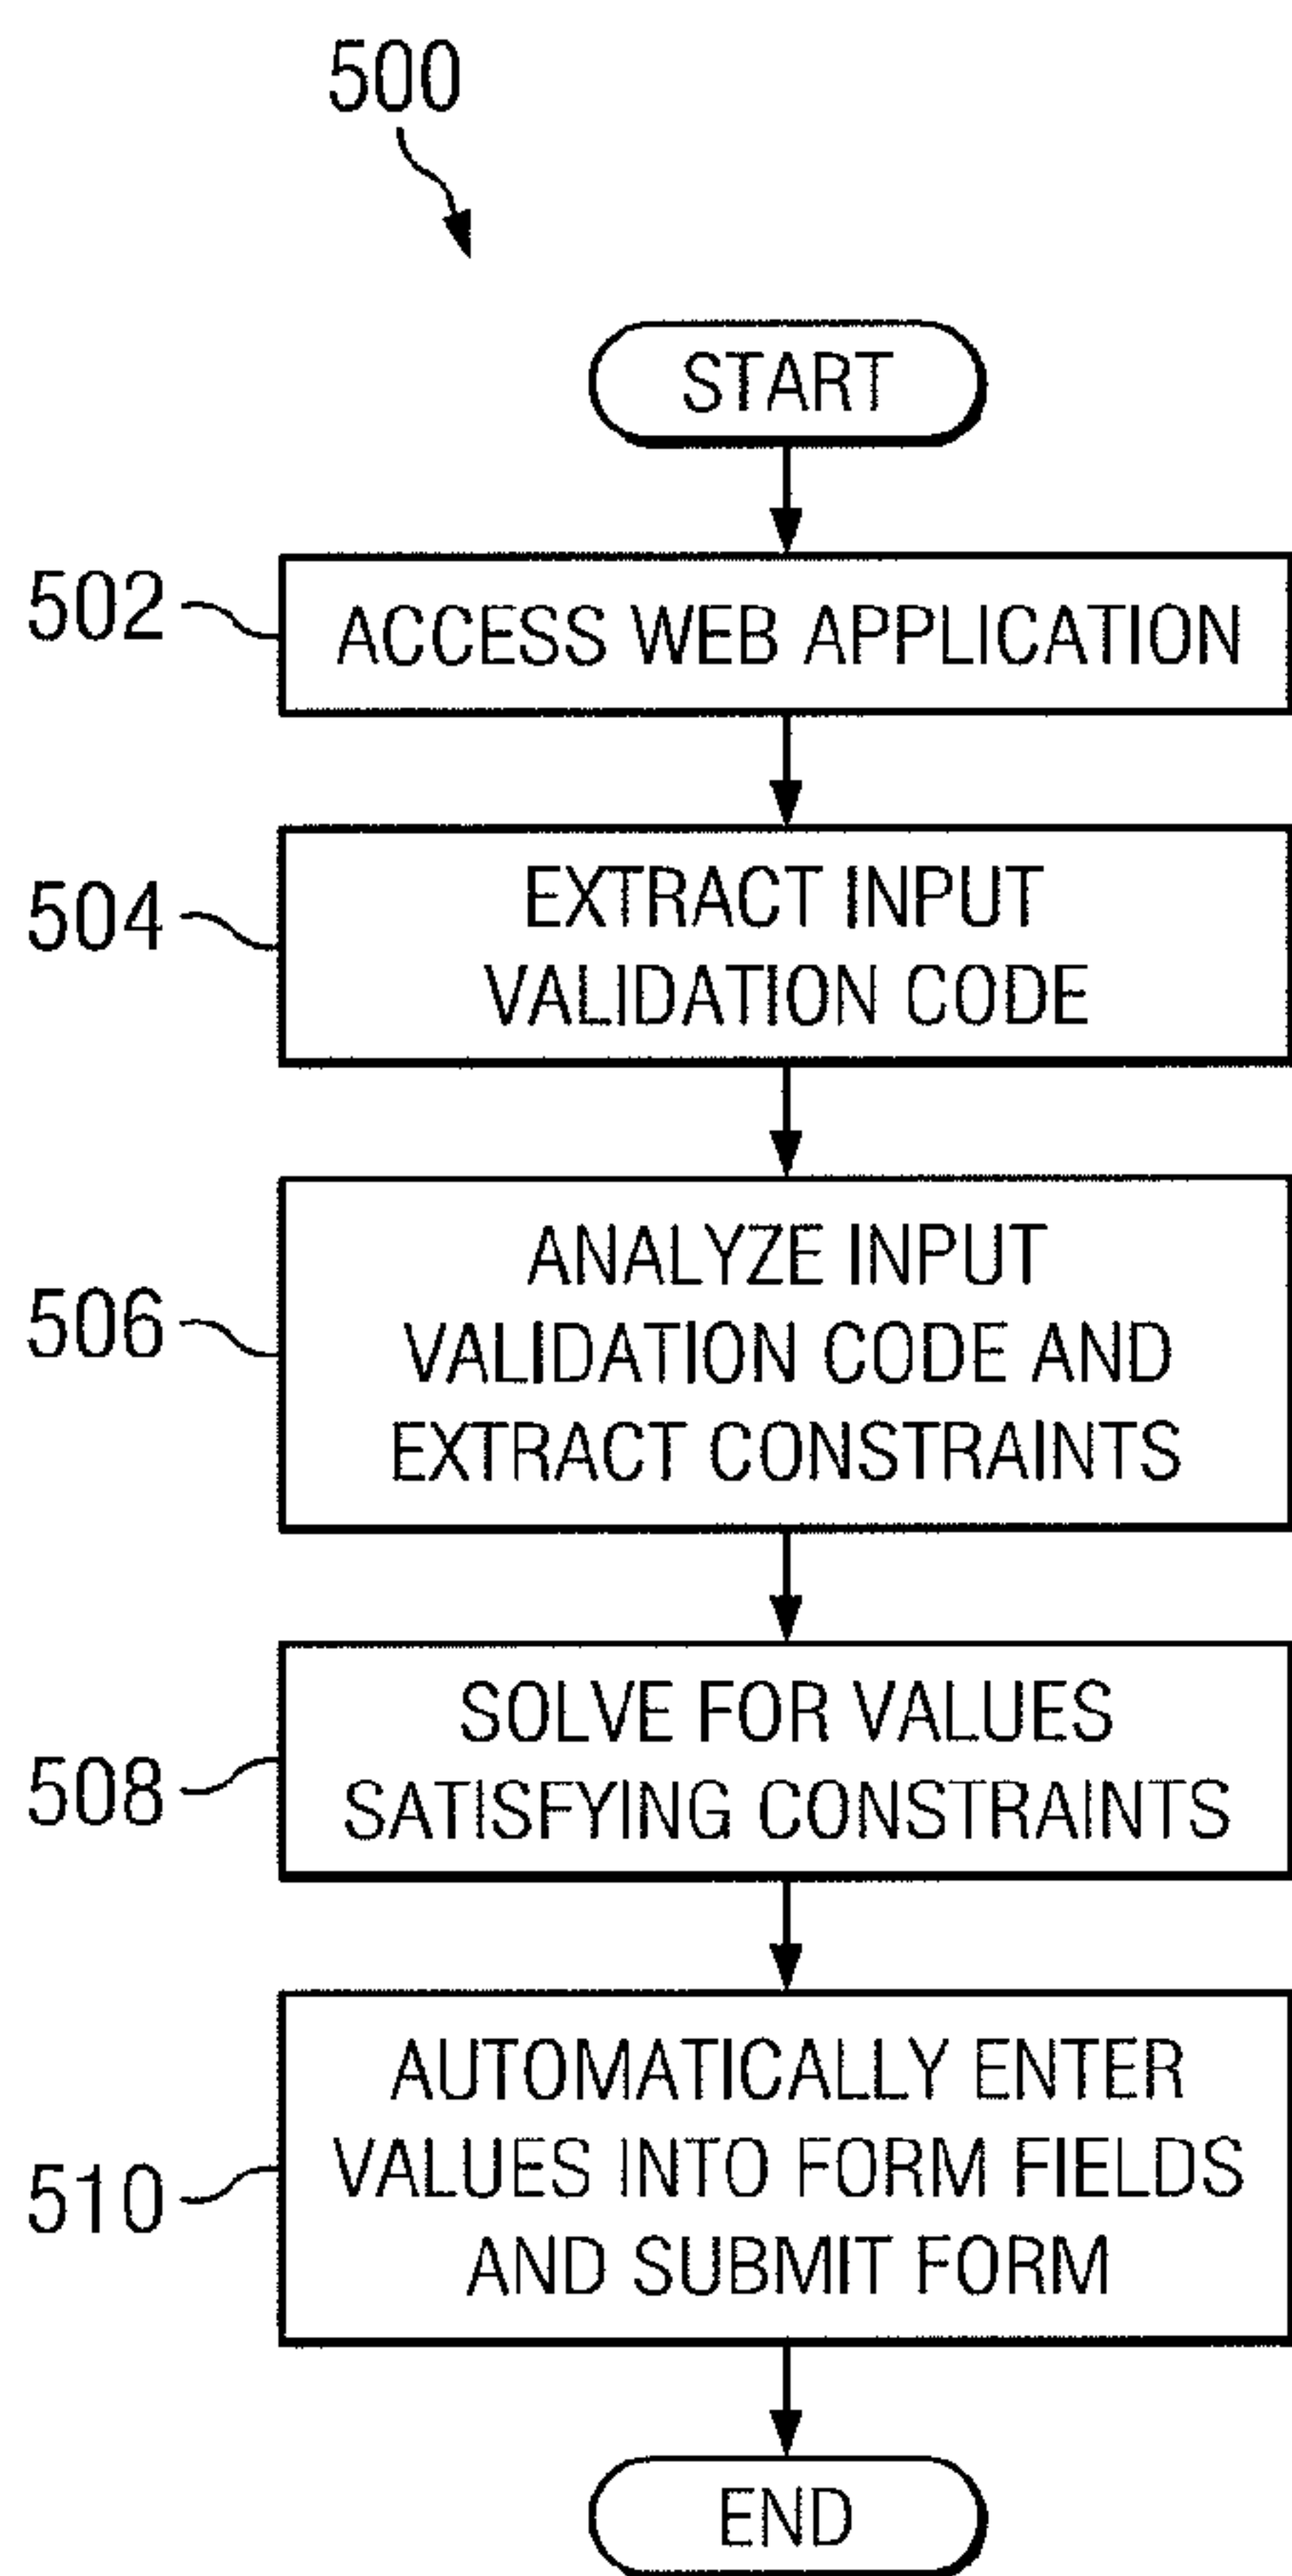 500
START
502
ACCESS WEB APPLICATION
504
EXTRACT INPUT
VALIDATION CODE
506
ANALYZE INPUT
VALIDATION CODE AND
EXTRACT CONSTRAINTS
508
SOLVE FOR VALUES
SATISFYING CONSTRAINTS
510
AUTOMATICALLY ENTER
VALUES INTO FORM FIELDS
AND SUBMIT FORM
END